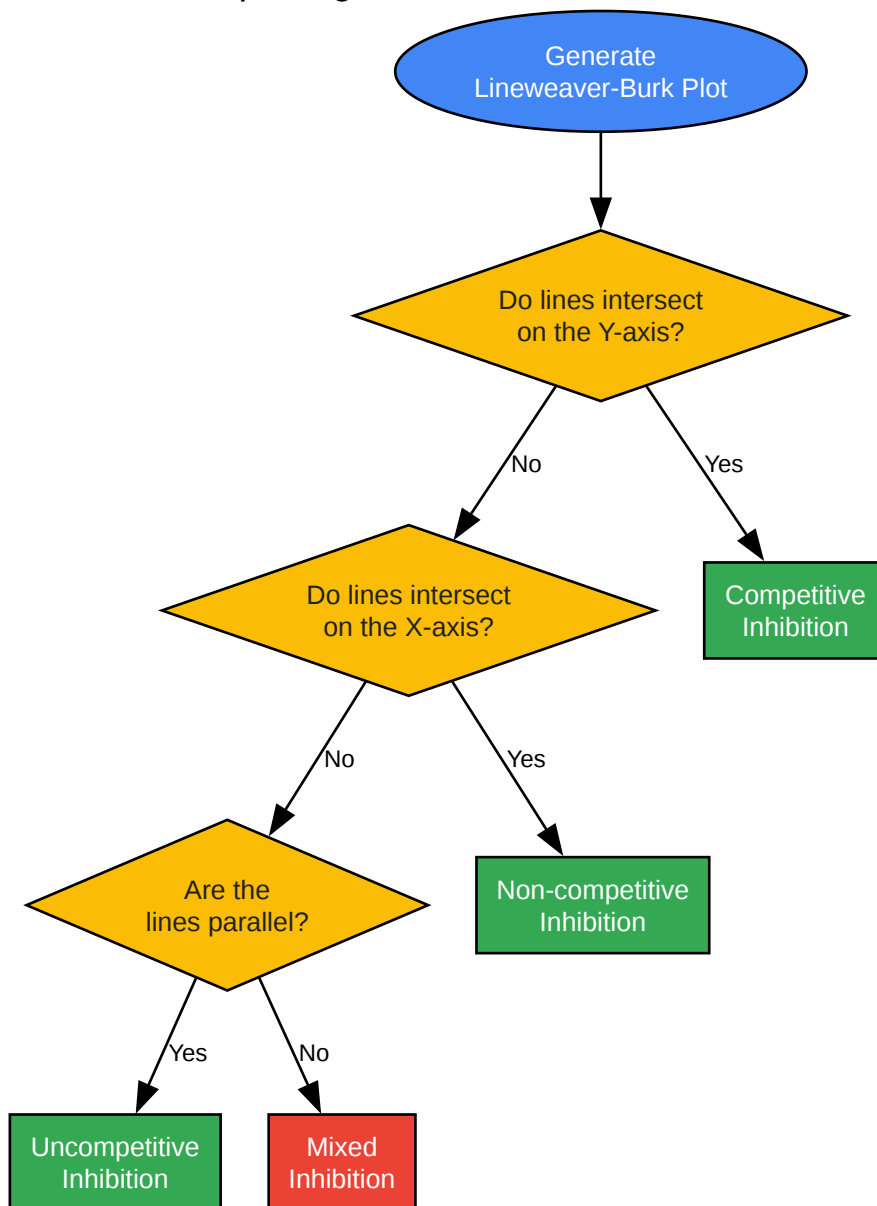 Generate
Lineweaver-Burk Plot
Do lines intersect
on the Y-axis?
No
Yes
Do lines intersect
on the X-axis?
Competitive
Inhibition
No
Yes
Are the
lines parallel?
Non-competitive
Inhibition
Yes
No
Uncompetitive
Inhibition
Mixed
Inhibition